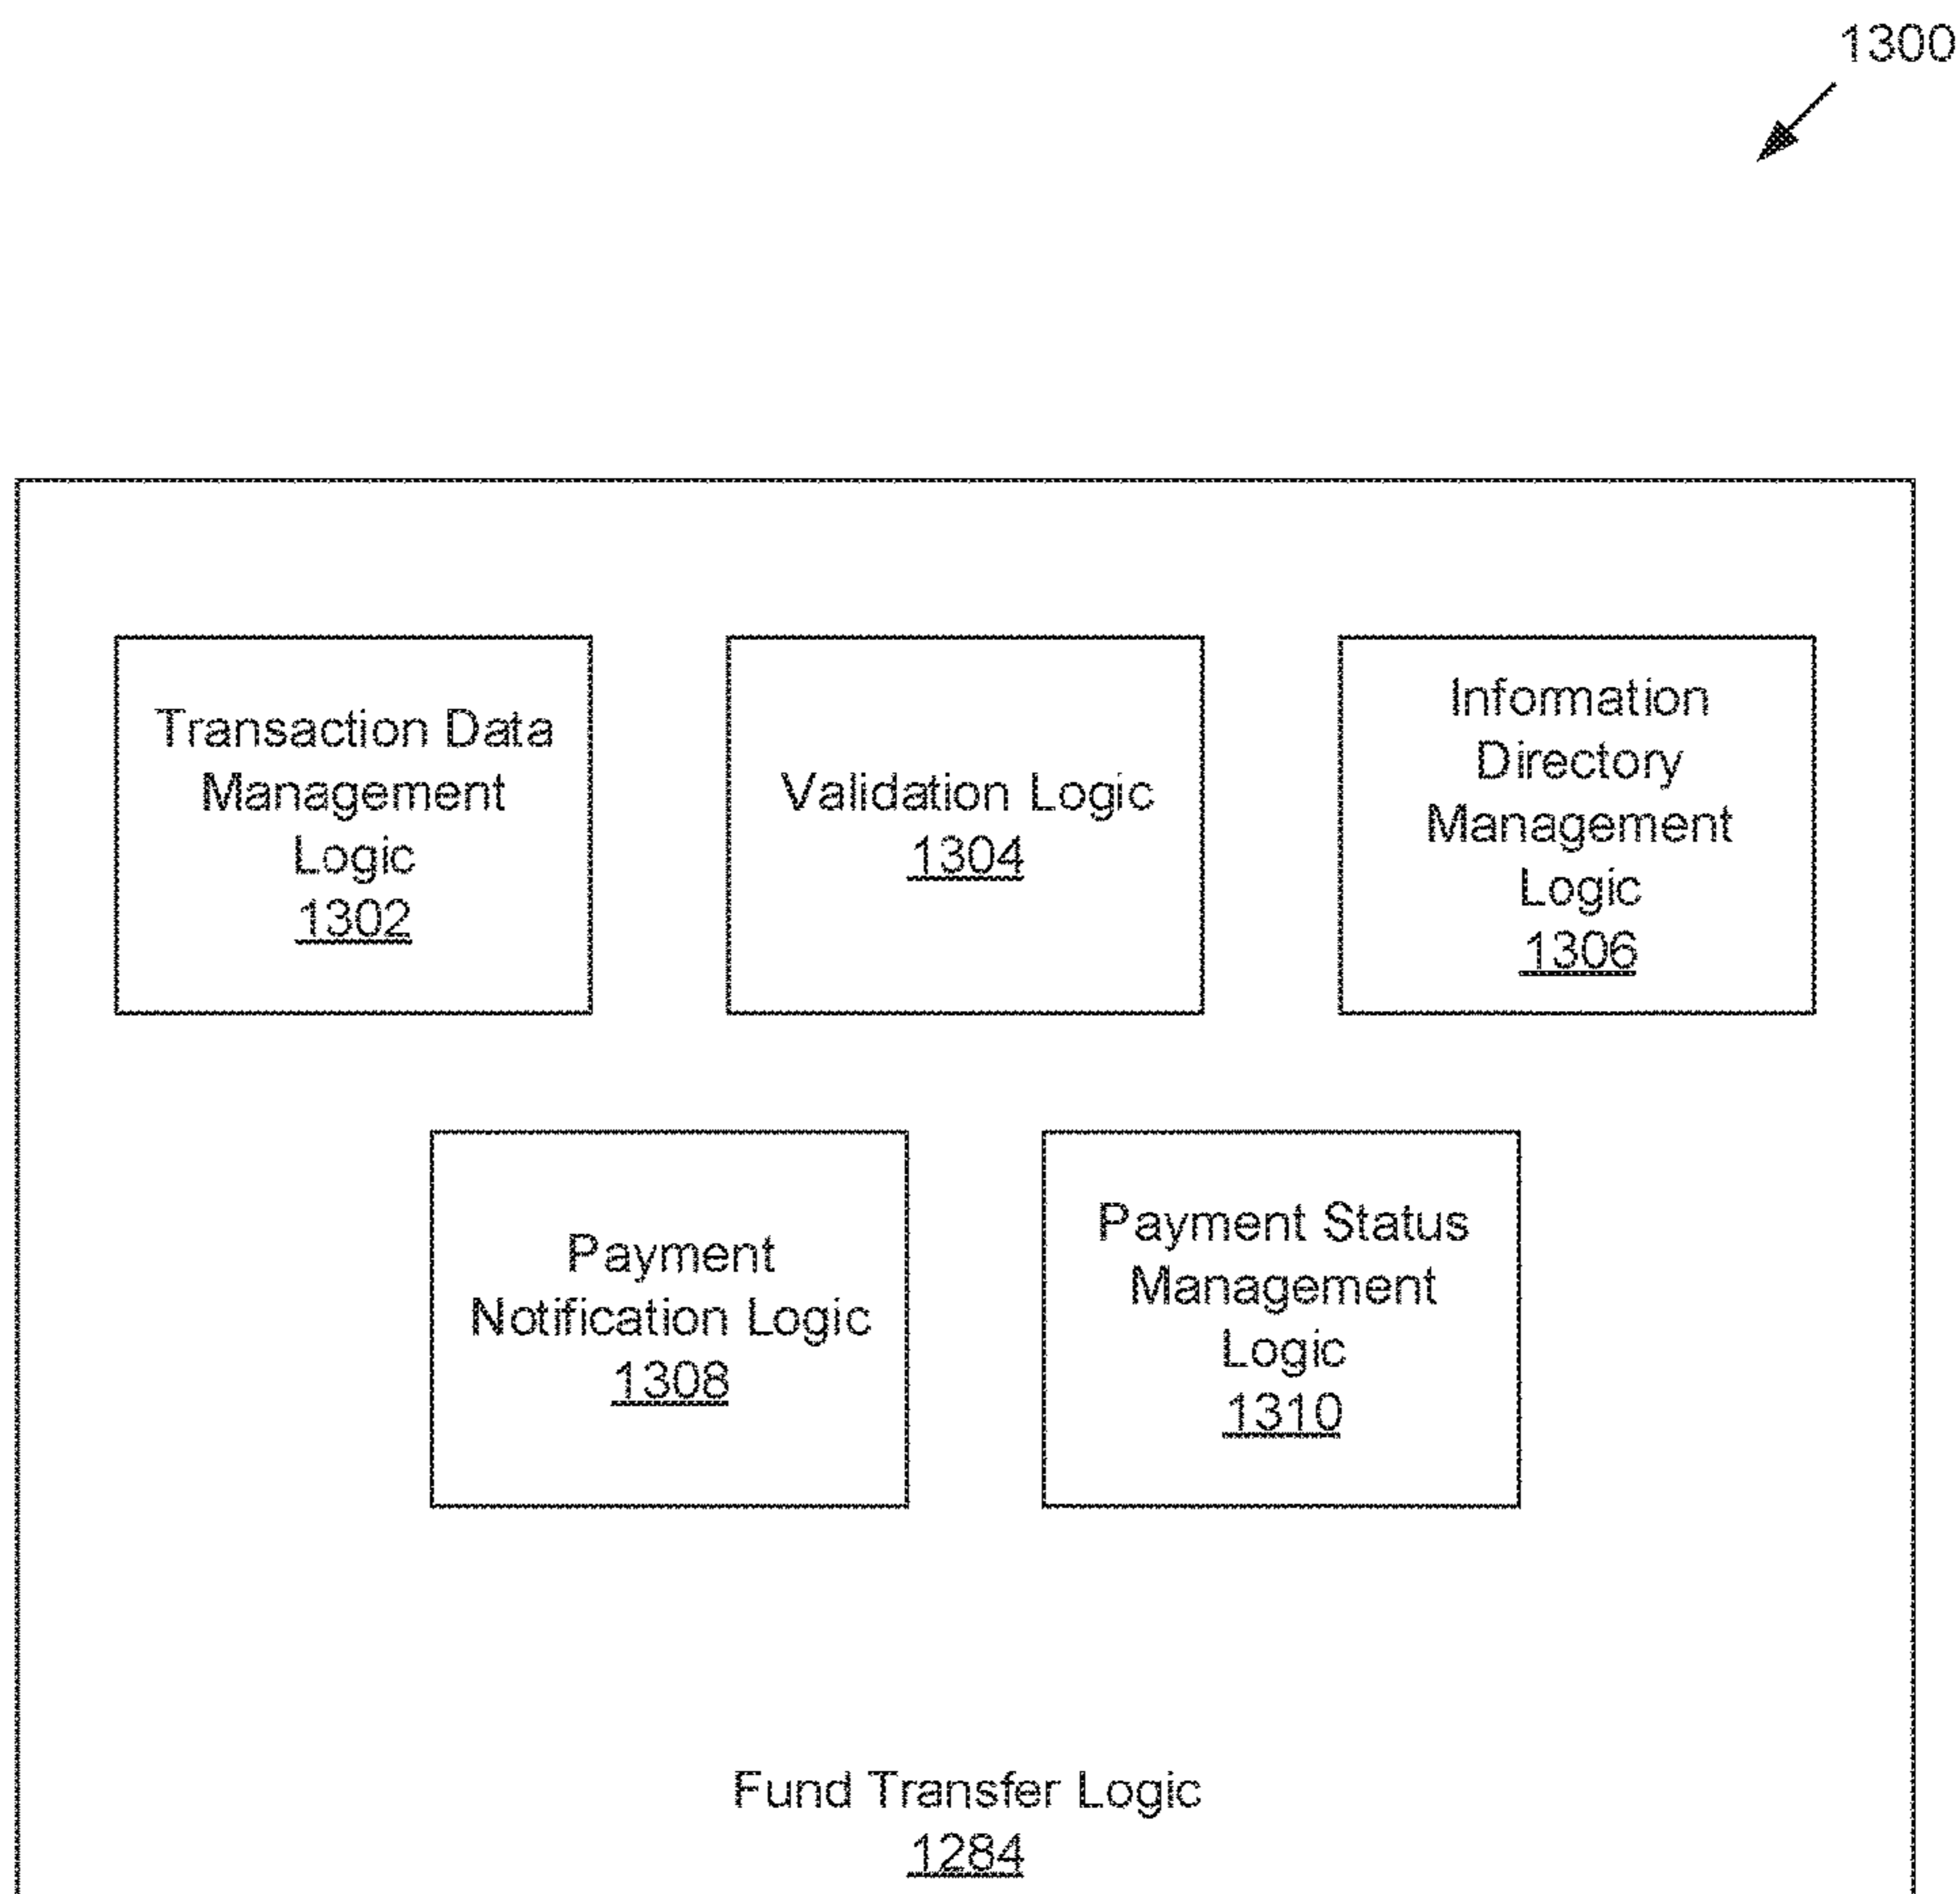 1300
Transaction Data
Management
Logic
1302
Validation Logic
1304
Information
Directory
Management
Logic
1306
Payment
Notification Logic
1308
Payment Status
Management
Logic
1310
Fund Transfer Logic
1284